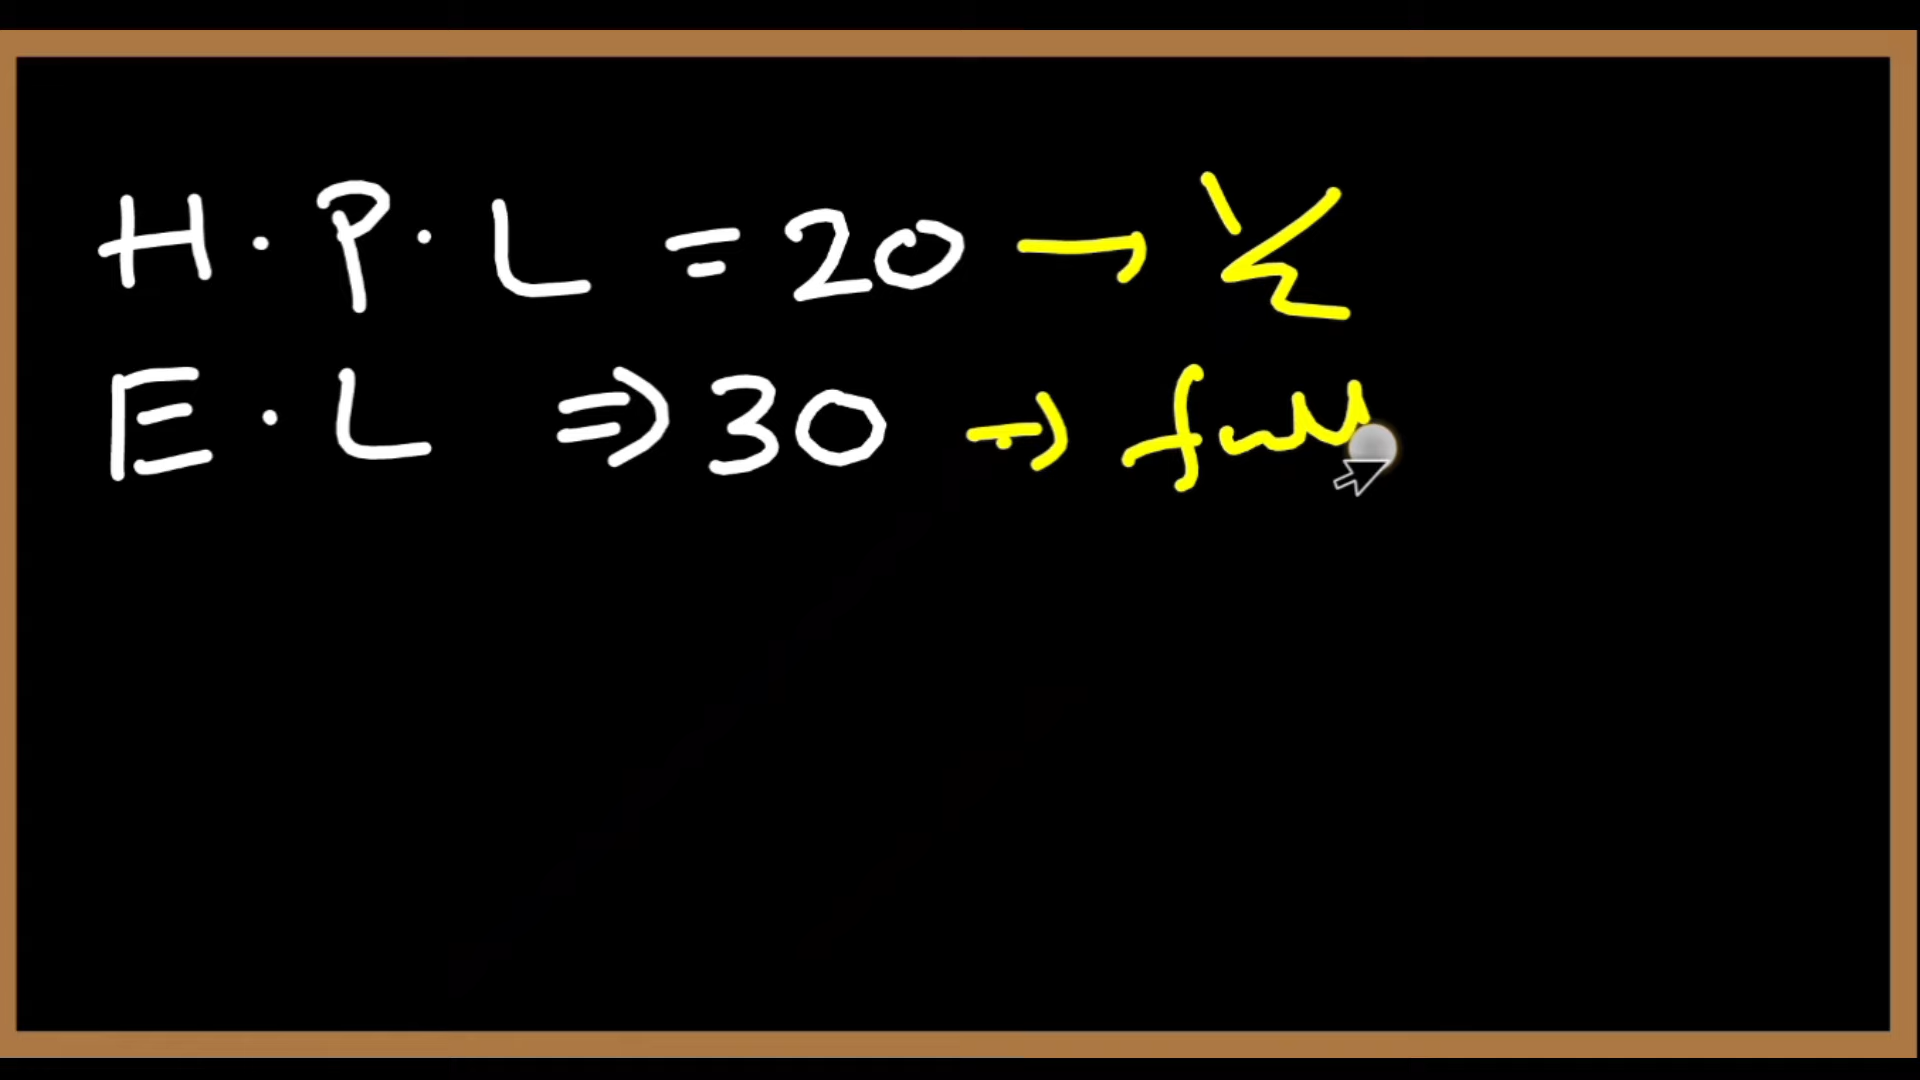 H.P.L = 20 → 1/2
E.L ⇒ 30 → full